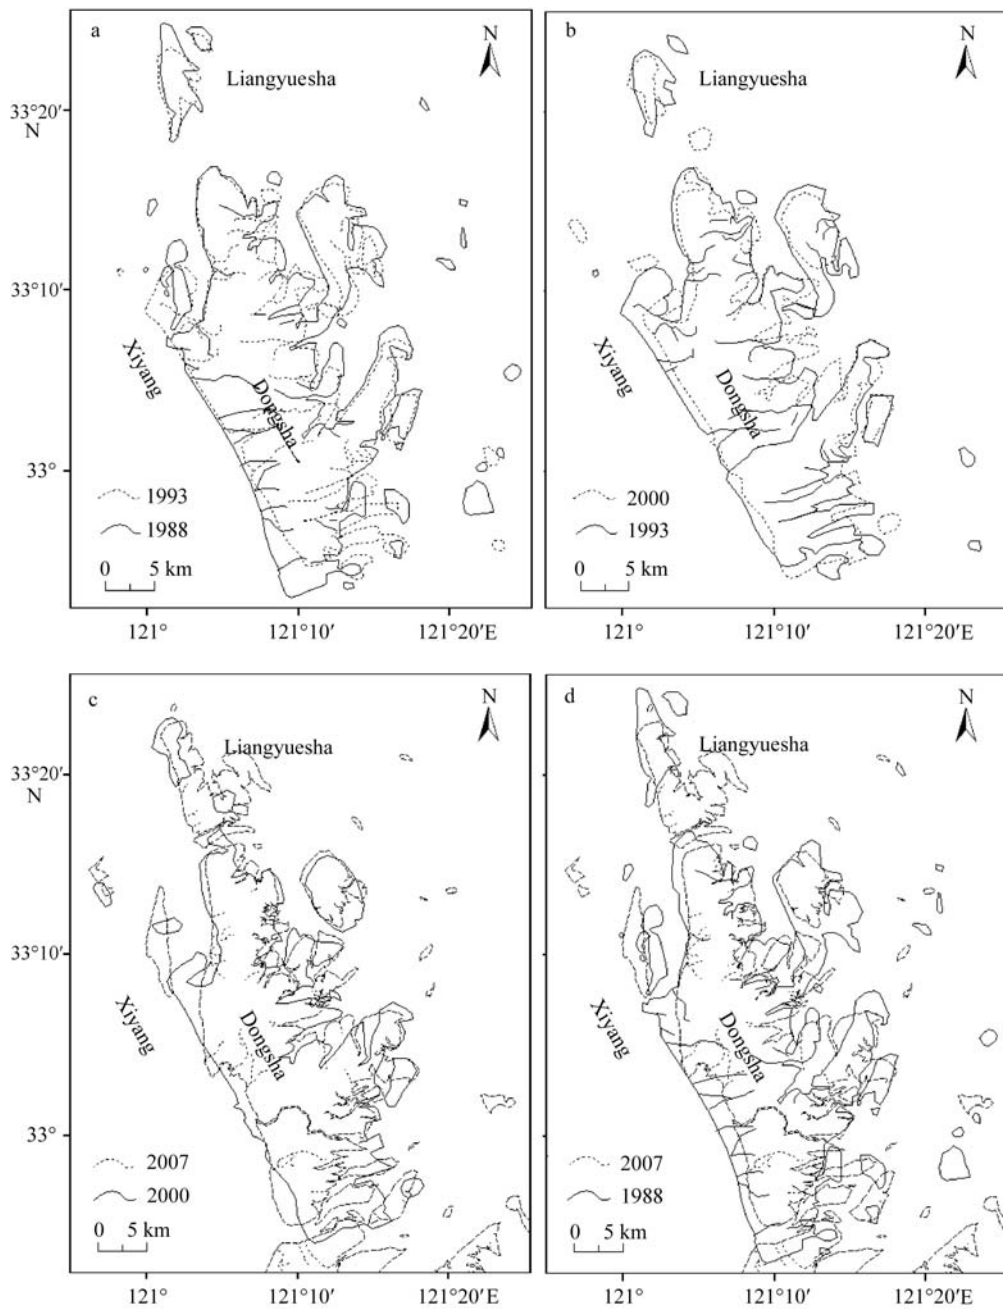 a
N
Liangyuesha
33°20′
N
33°10′
Xiyang
Dongsha
33°
1993
1988
0 5 km
121°
121°10′
121°20′E
b
N
Liangyuesha
Xiyang
Dongsha
2000
1993
0 5 km
121°
121°10′
121°20′E
c
N
Liangyuesha
33°20′
N
33°10′
Xiyang
Dongsha
33°
2007
2000
0 5 km
121°
121°10′
121°20′E
d
N
Liangyuesha
Xiyang
Dongsha
2007
1988
0 5 km
121°
121°10′
121°20′E